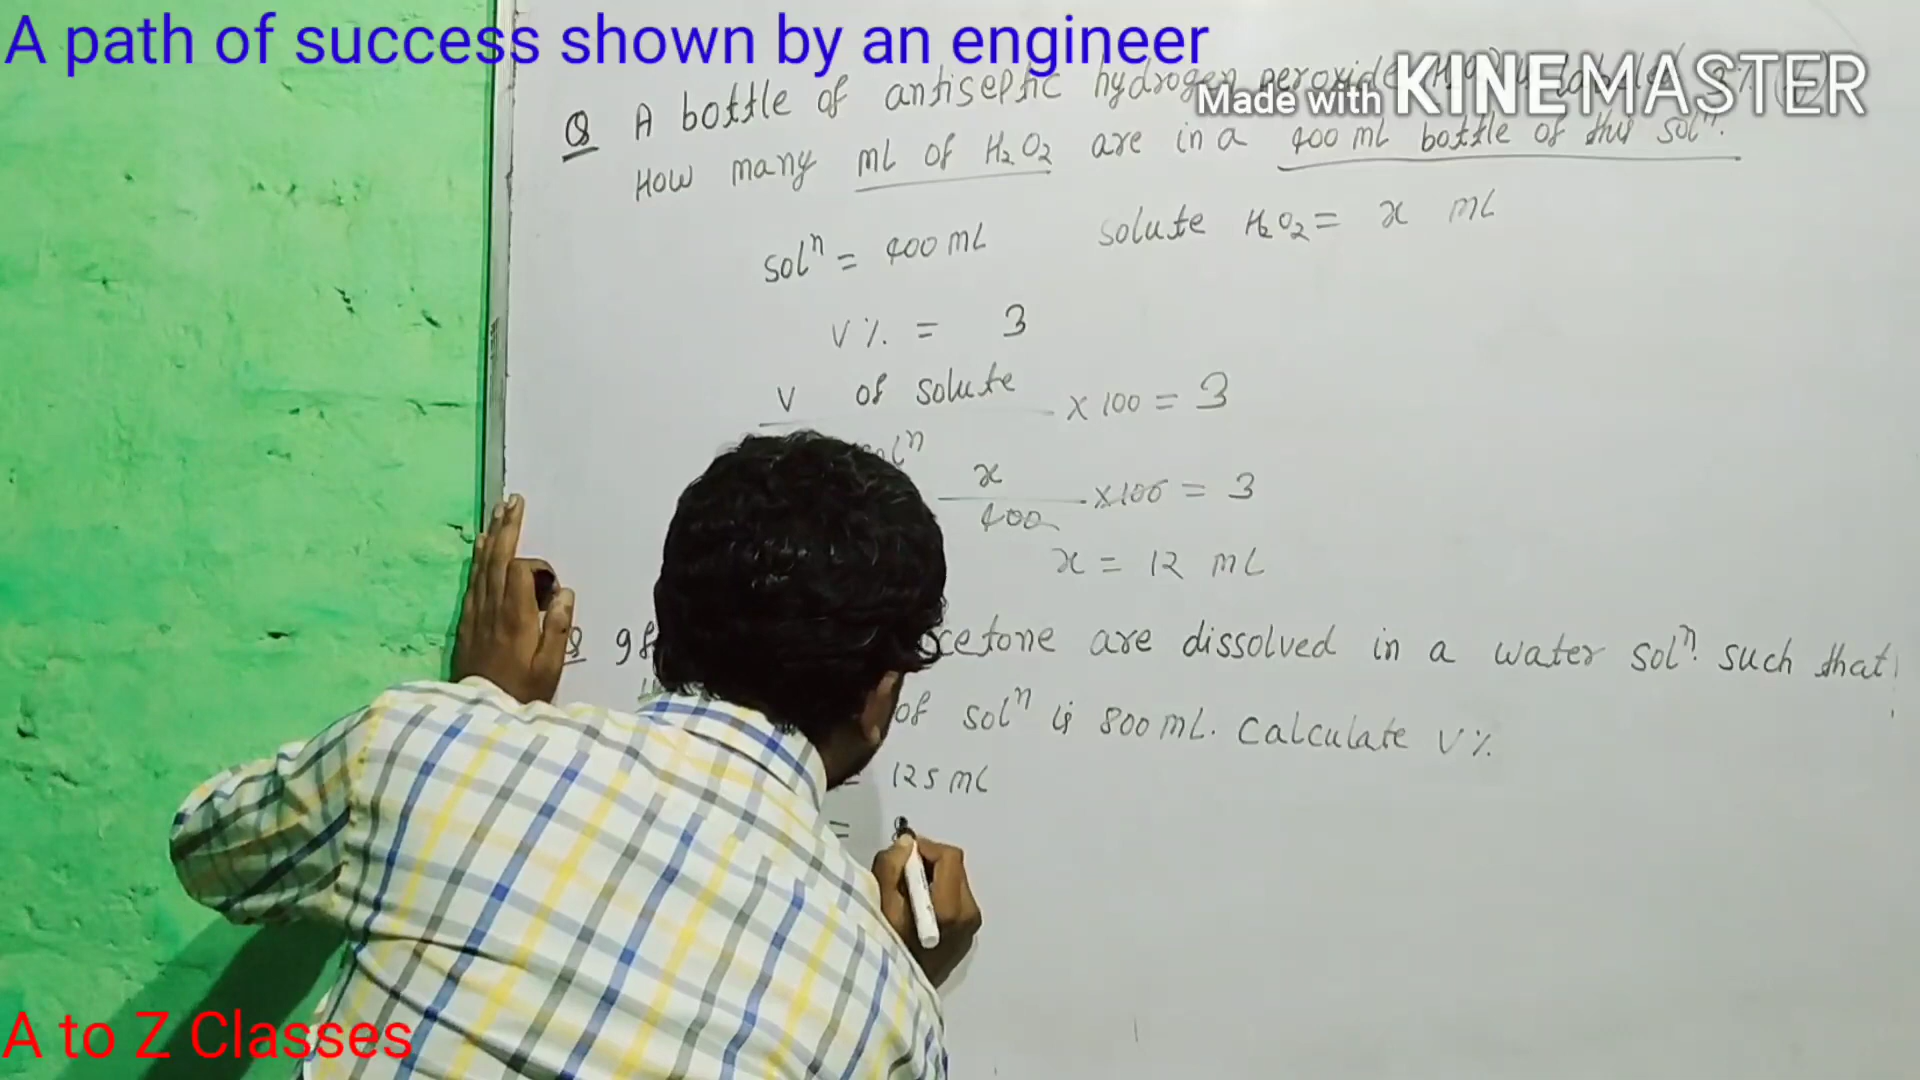 A path of success shown by an engineer
Made with KINEMASTER
Q A bottle of antiseptic hydrogen peroxide
How many mL of H₂O₂ are in a 400 mL bottle of this solⁿ.
solⁿ = 400 mL solute H₂O₂ = x mL
V% = 3
V of solute × 100 = 3
solⁿ
x
400 ×100 = 3
x = 12 mL
Q are dissolved in a water solⁿ. such that
of solⁿ is 800 mL. Calculate V%
= 125 mL
=
A to Z Classes